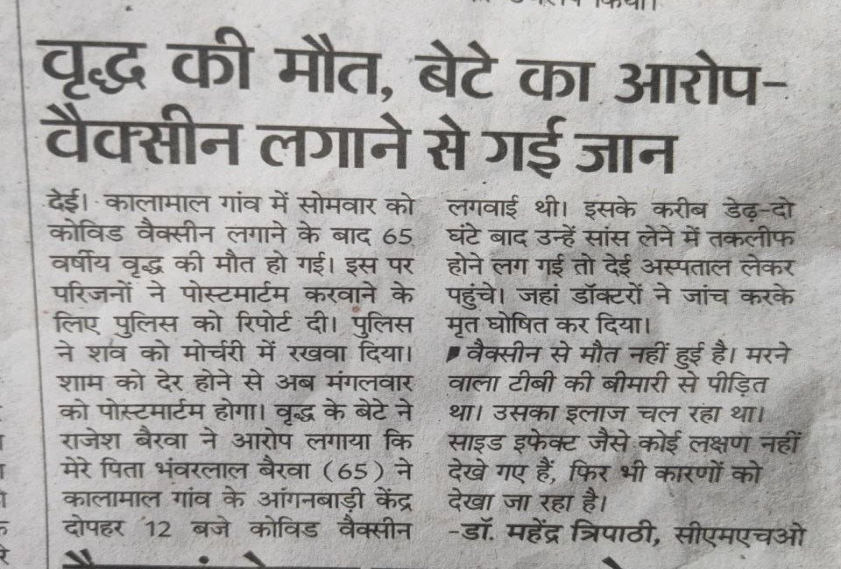 वृद्ध की मौत, बेटे का आरोप-
वैक्सीन लगाने से गई जान
देई। कालामाल गांव में सोमवार को
कोविड वैक्सीन लगाने के बाद 65
वर्षीय वृद्ध की मौत हो गई। इस पर
परिजनों ने पोस्टमार्टम करवाने के
लिए पुलिस को रिपोर्ट दी। पुलिस
ने शव को मोर्चरी में रखवा दिया।
शाम को देर होने से अब मंगलवार
को पोस्टमार्टम होगा। वृद्ध के बेटे ने
राजेश बैरवा ने आरोप लगाया कि
मेरे पिता भंवरलाल बैरवा (65) ने
कालामाल गांव के आंगनबाड़ी केंद्र
दोपहर 12 बजे कोविड वैक्सीन
लगवाई थी। इसके करीब डेढ़-दो
घंटे बाद उन्हें सांस लेने में तकलीफ
होने लग गई तो देई अस्पताल लेकर
पहुंचे। जहां डॉक्टरों ने जांच करके
मृत घोषित कर दिया।
वैक्सीन से मौत नहीं हुई है। मरने
वाला टीबी की बीमारी से पीड़ित
था। उसका इलाज चल रहा था।
साइड इफेक्ट जैसे कोई लक्षण नहीं
देखे गए हैं, फिर भी कारणों को
देखा जा रहा है।
-डॉ. महेंद्र त्रिपाठी, सीएमएचओ